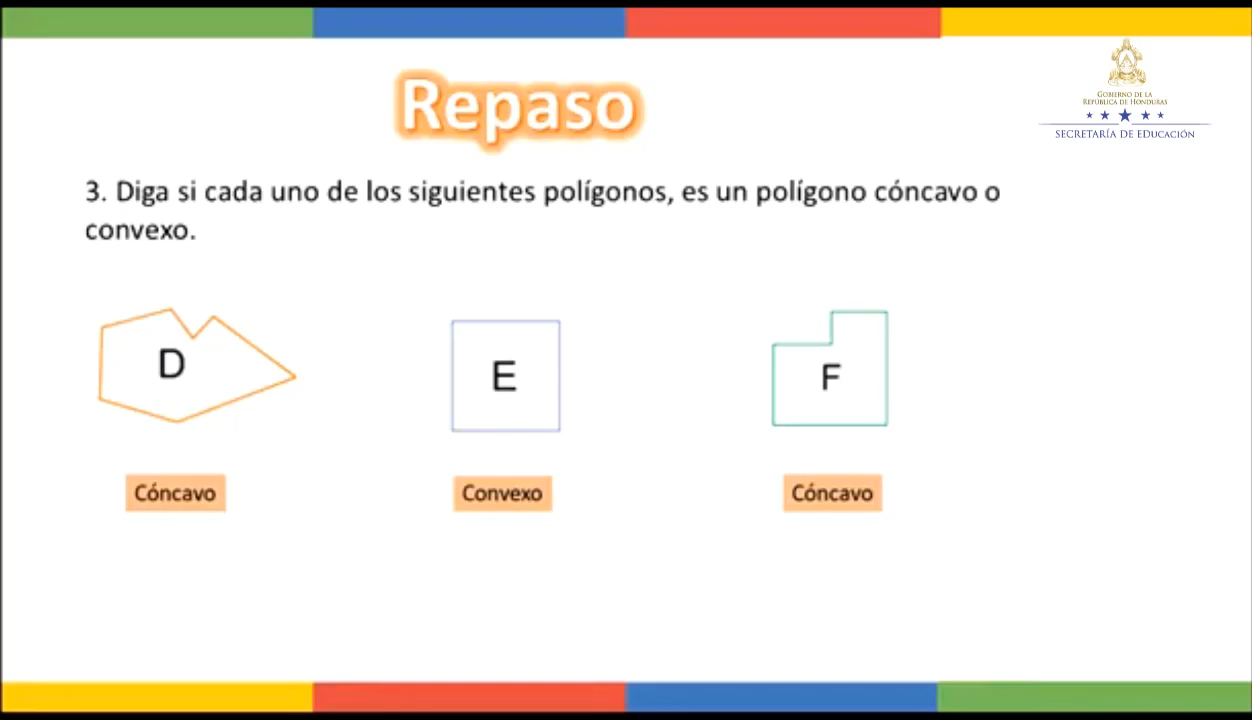 Repaso
GOBIERNO DE LA
REPÚBLICA DE HONDURAS
SECRETARÍA DE EDUCACIÓN
3. Diga si cada uno de los siguientes polígonos, es un polígono cóncavo o
convexo.
D
E
F
Cóncavo
Convexo
Cóncavo